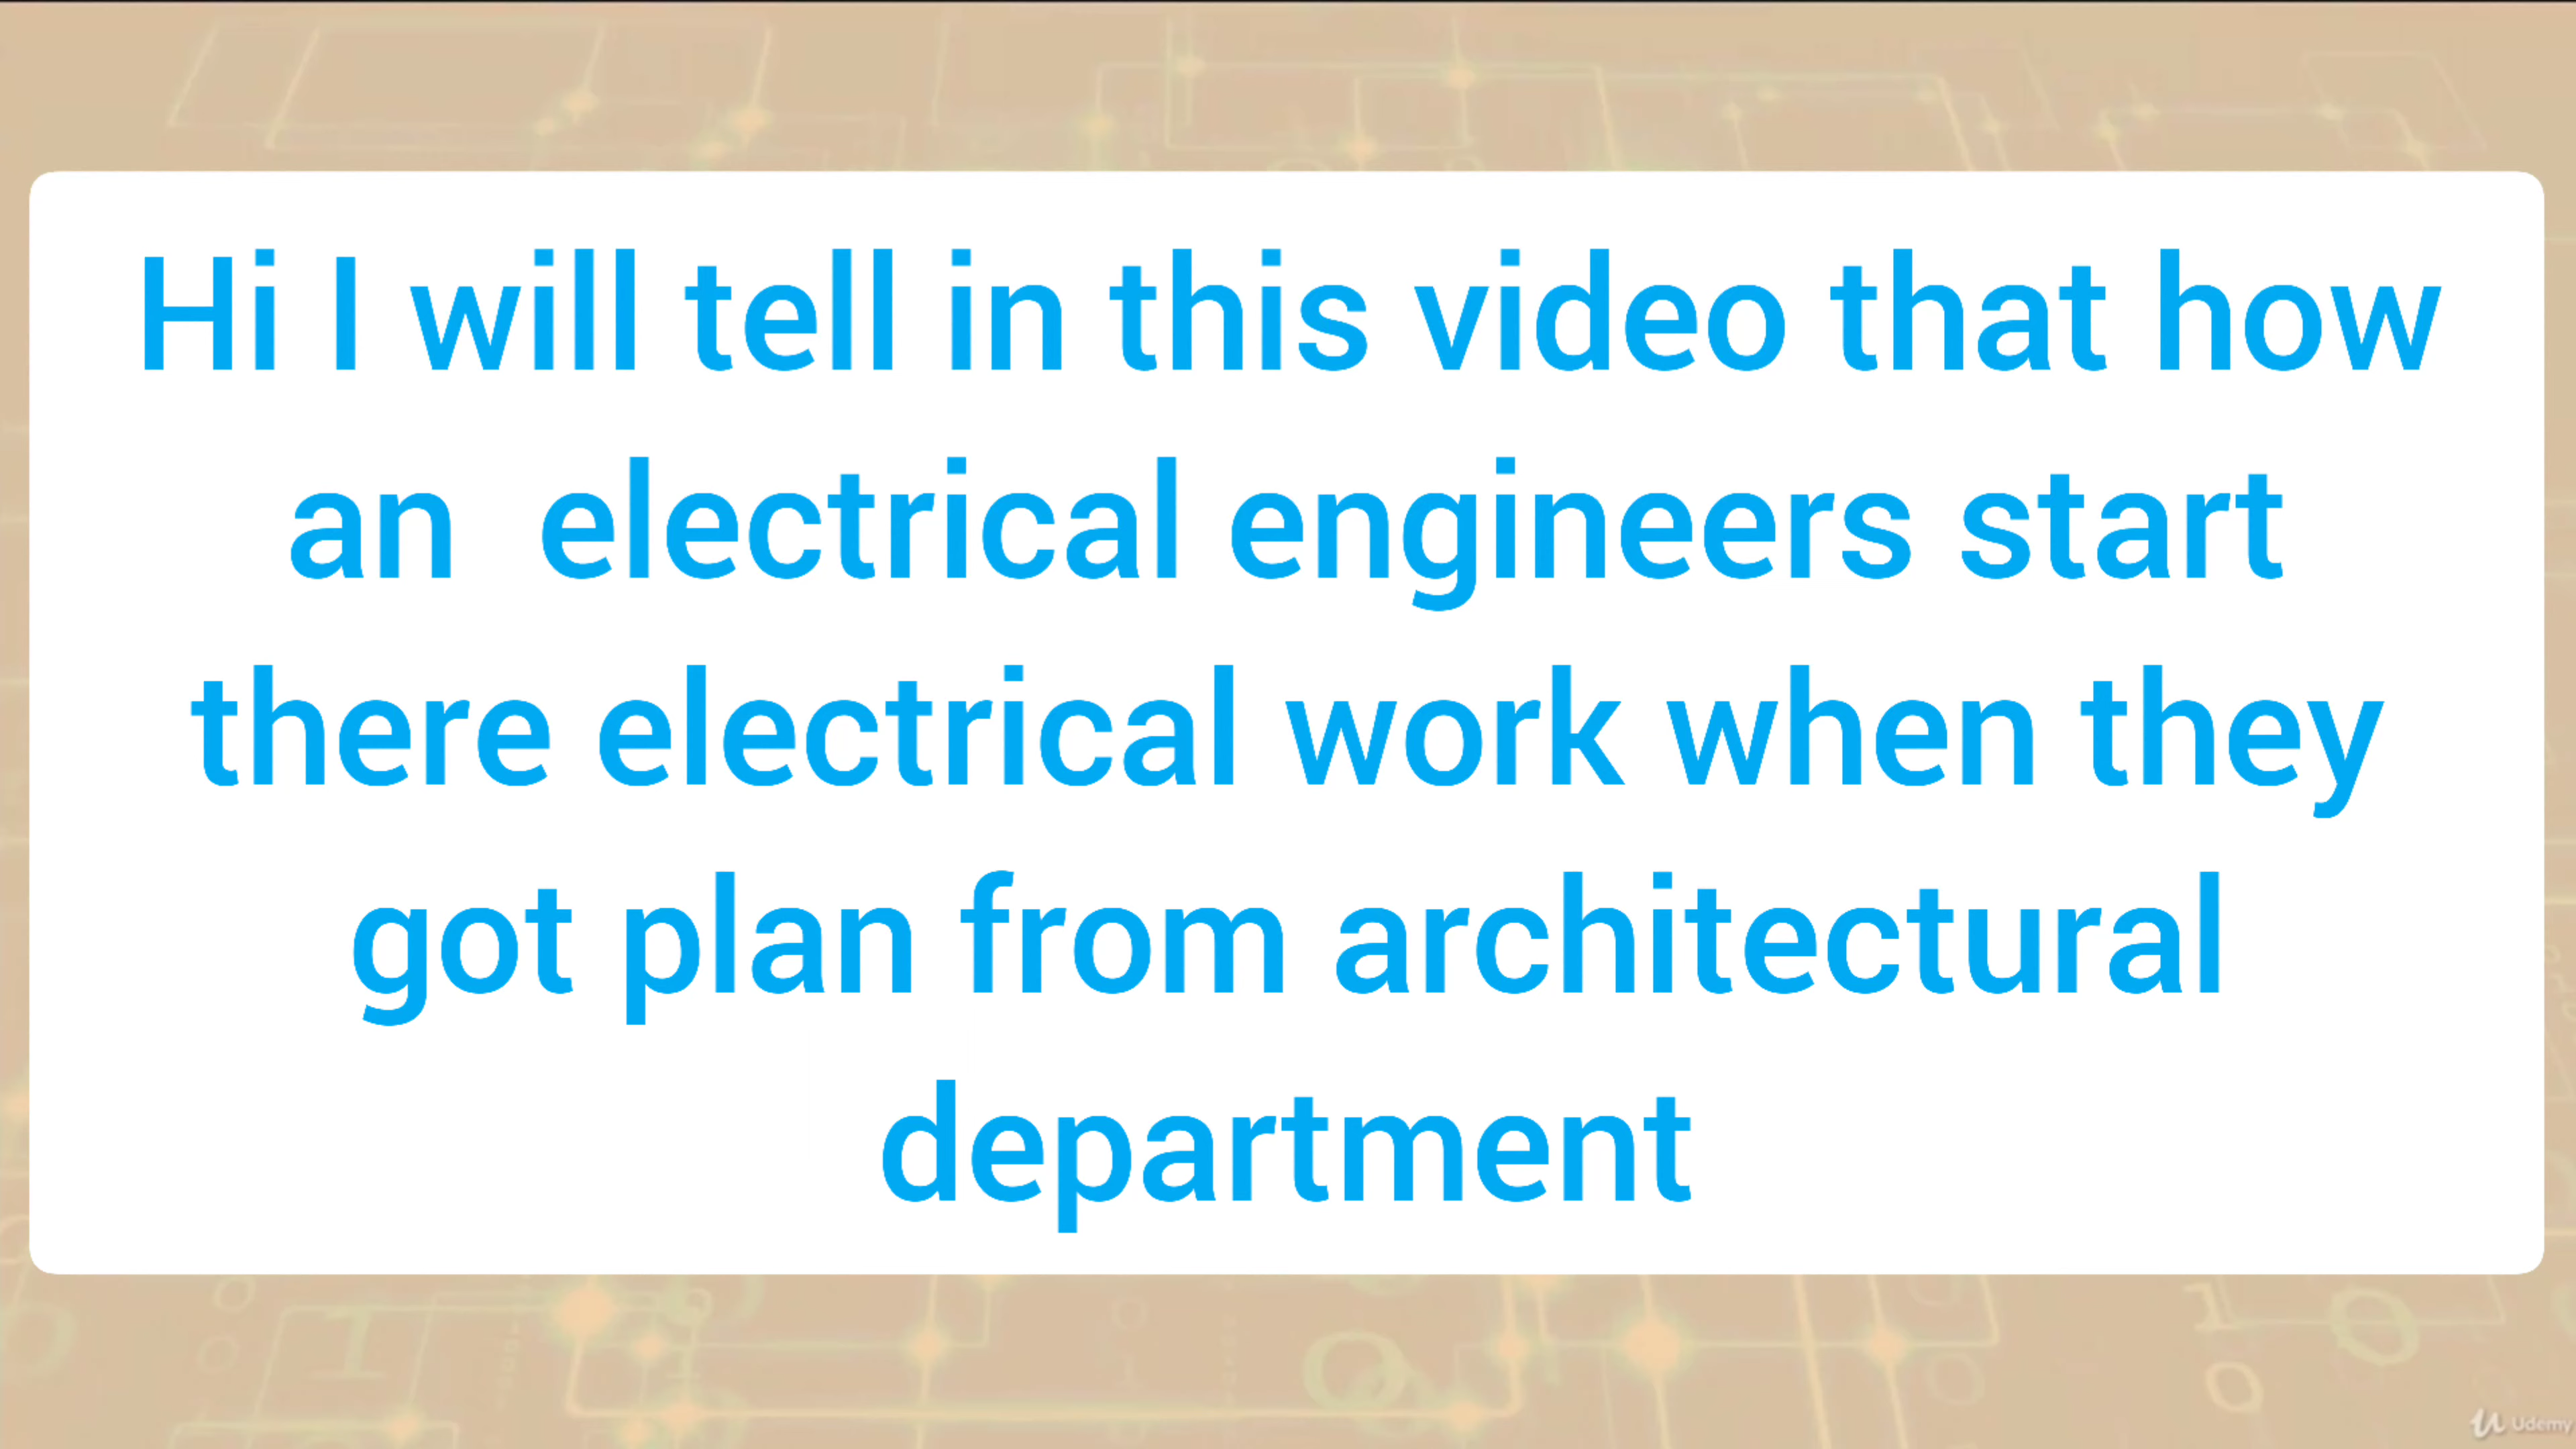 Hi I will tell in this video that how
an  electrical engineers start
there electrical work when they
got plan from architectural
department
Udemy